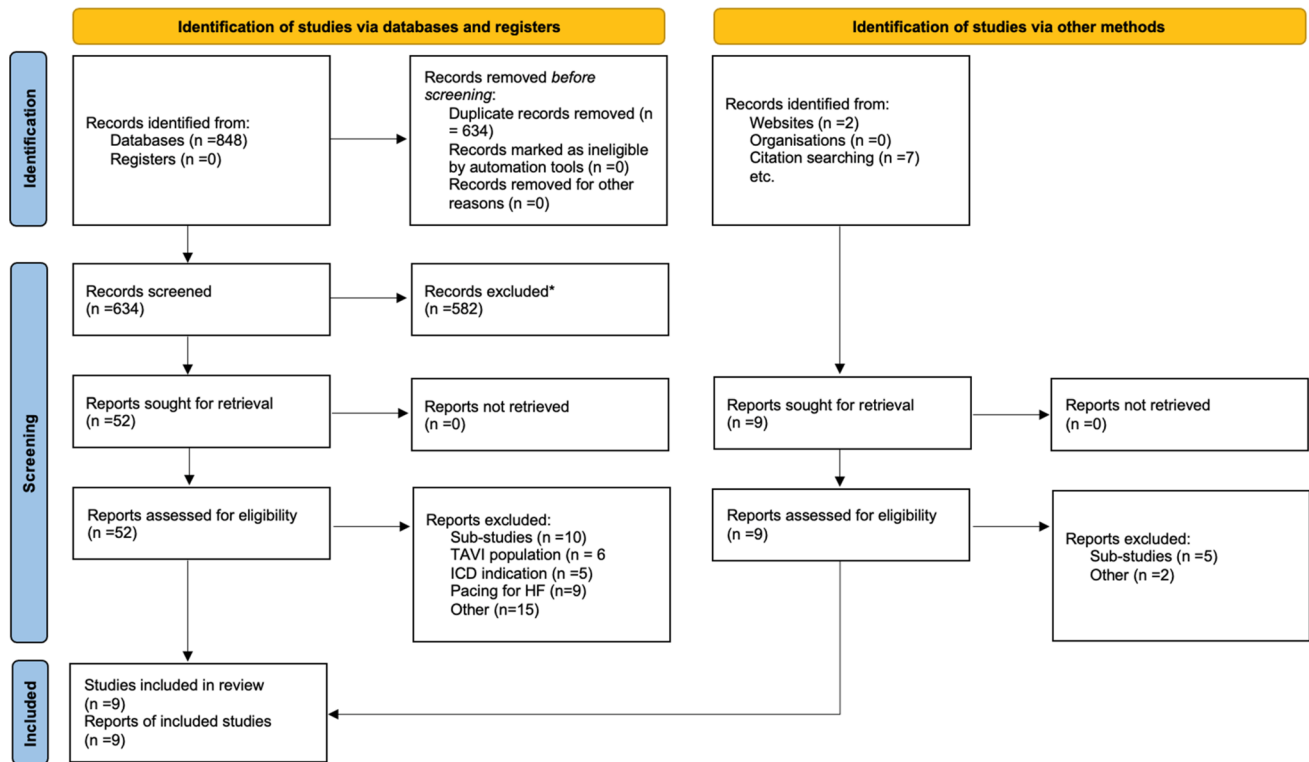 Identification of studies via databases and registers
Identification of studies via other methods
Identification
Records identified from:
Databases (n =848)
Registers (n =0)
Records removed before
screening:
Duplicate records removed (n
= 634)
Records marked as ineligible
by automation tools (n =0)
Records removed for other
reasons (n =0)
Records identified from:
Websites (n =2)
Organisations (n =0)
Citation searching (n =7)
etc.
Screening
Records screened
(n =634)
Records excluded*
(n =582)
Reports sought for retrieval
(n =52)
Reports not retrieved
(n =0)
Reports sought for retrieval
(n =9)
Reports not retrieved
(n =0)
Reports assessed for eligibility
(n =52)
Reports excluded:
Sub-studies (n =10)
TAVI population (n = 6
ICD indication (n =5)
Pacing for HF (n=9)
Other (n=15)
Reports assessed for eligibility
(n =9)
Reports excluded:
Sub-studies (n =5)
Other (n =2)
Included
Studies included in review
(n =9)
Reports of included studies
(n =9)